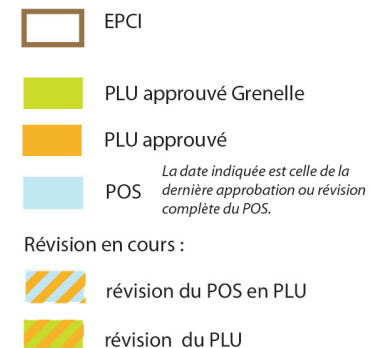 EPCI
PLU approuvé Grenelle
PLU approuvé
POS
La date indiquée est celle de la
dernière approbation ou révision
complète du POS.
Révision en cours :
révision du POS en PLU
révision du PLU